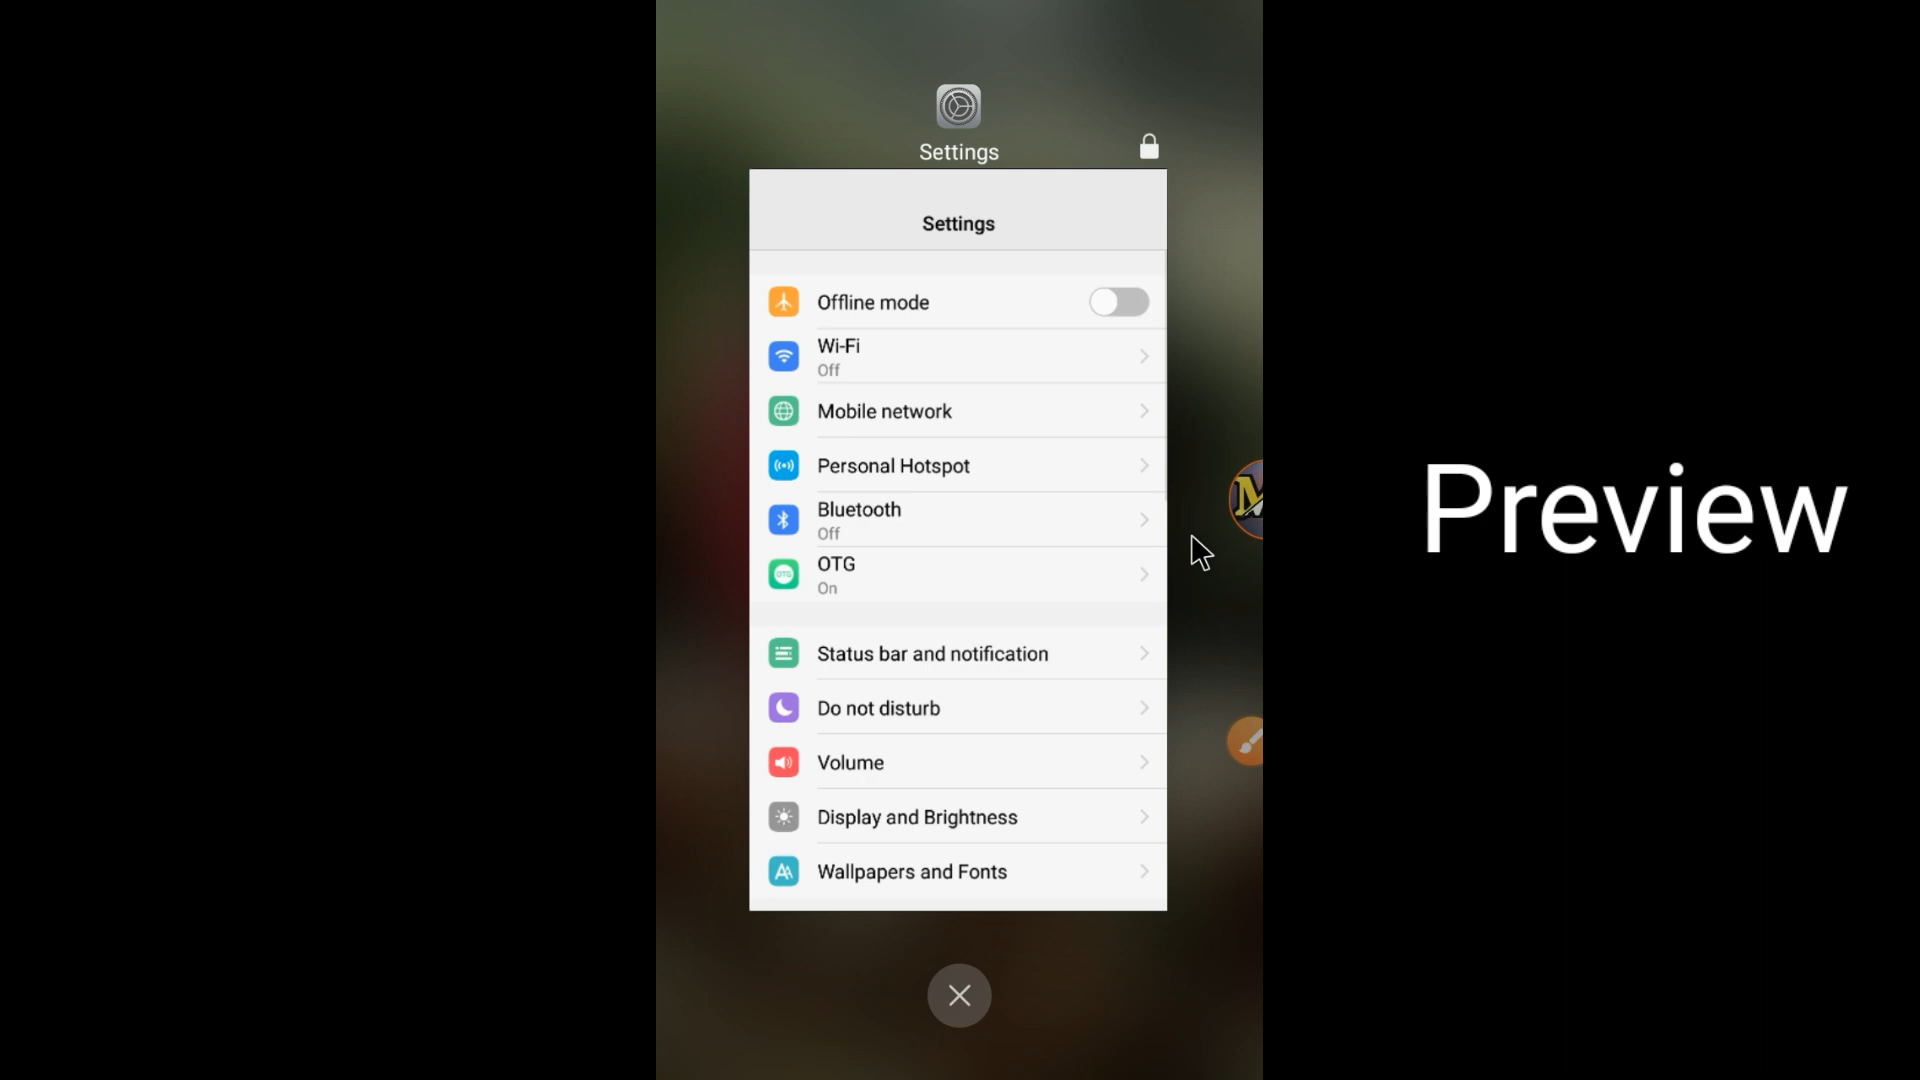 Settings
Settings
Offline mode
Wi-Fi
Off
Mobile network
Personal Hotspot
Bluetooth
Off
OTG
OTG
On
Status bar and notification
Do not disturb
Volume
Display and Brightness
Wallpapers and Fonts
Preview